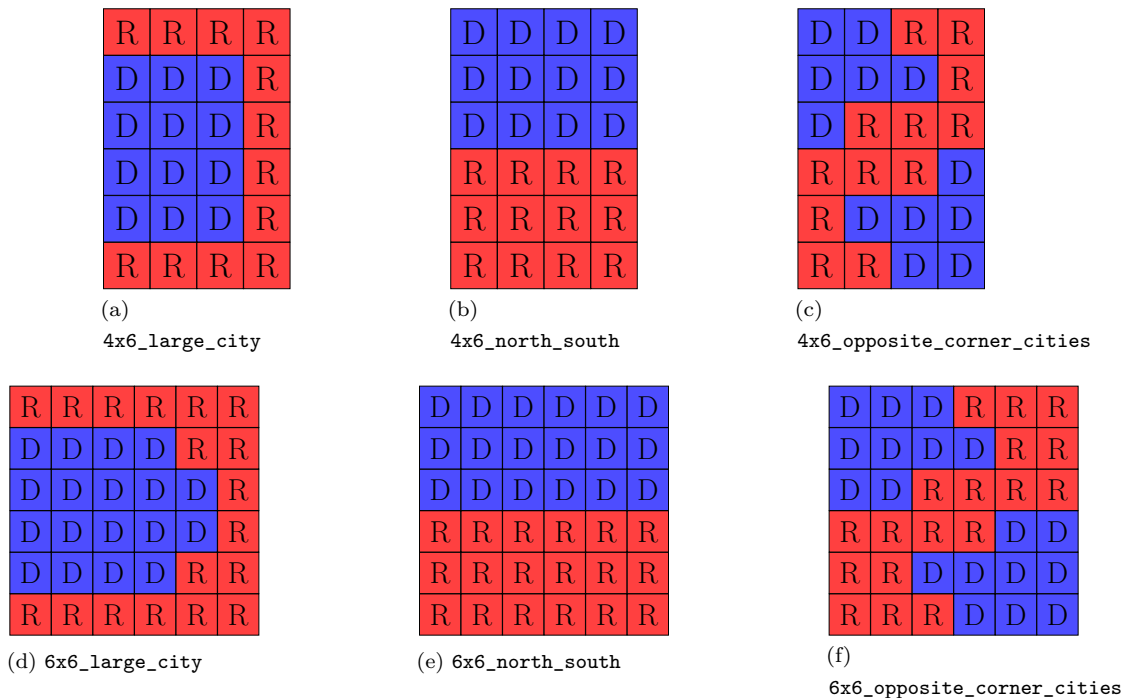 R R R R
D D D R
D D D R
D D D R
D D D R
R R R R
(a)
4x6_large_city
D D D D
D D D D
D D D D
R R R R
R R R R
R R R R
(b)
4x6_north_south
D D R R
D D D R
D R R R
R R R D
R D D D
R R D D
(c)
4x6_opposite_corner_cities
R R R R R R
D D D D R R
D D D D D R
D D D D D R
D D D D R R
R R R R R R
(d) 6x6_large_city
D D D D D D
D D D D D D
D D D D D D
R R R R R R
R R R R R R
R R R R R R
(e) 6x6_north_south
D D D R R R
D D D D R R
D D R R R R
R R R R D D
R R D D D D
R R R D D D
(f)
6x6_opposite_corner_cities